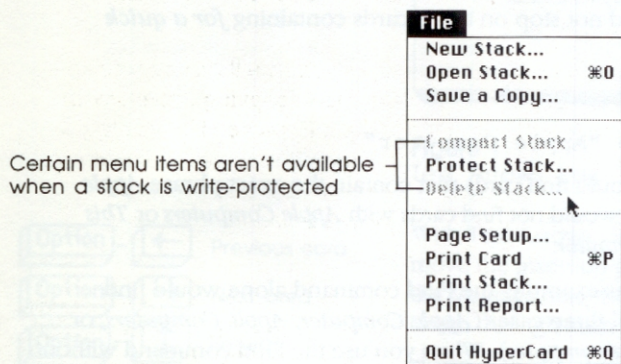 File
New Stack...
Open Stack... ⌘O
Save a Copy...
Compact Stack
Protect Stack...
Delete Stack...
Page Setup...
Print Card ⌘P
Print Stack...
Print Report...
Quit HyperCard ⌘Q
Certain menu items aren't available
when a stack is write-protected